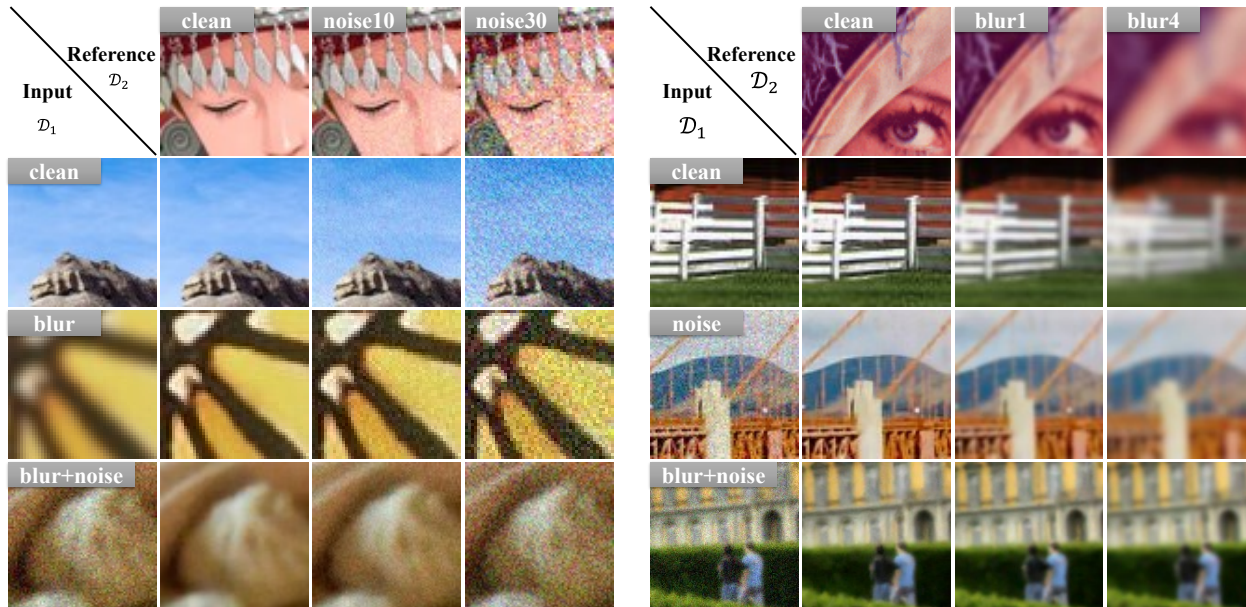 clean noise10 noise30
Reference
𝒟₂
Input
𝒟₁
clean
blur
blur+noise
clean blur1 blur4
Reference
𝒟₂
Input
𝒟₁
clean
noise
blur+noise